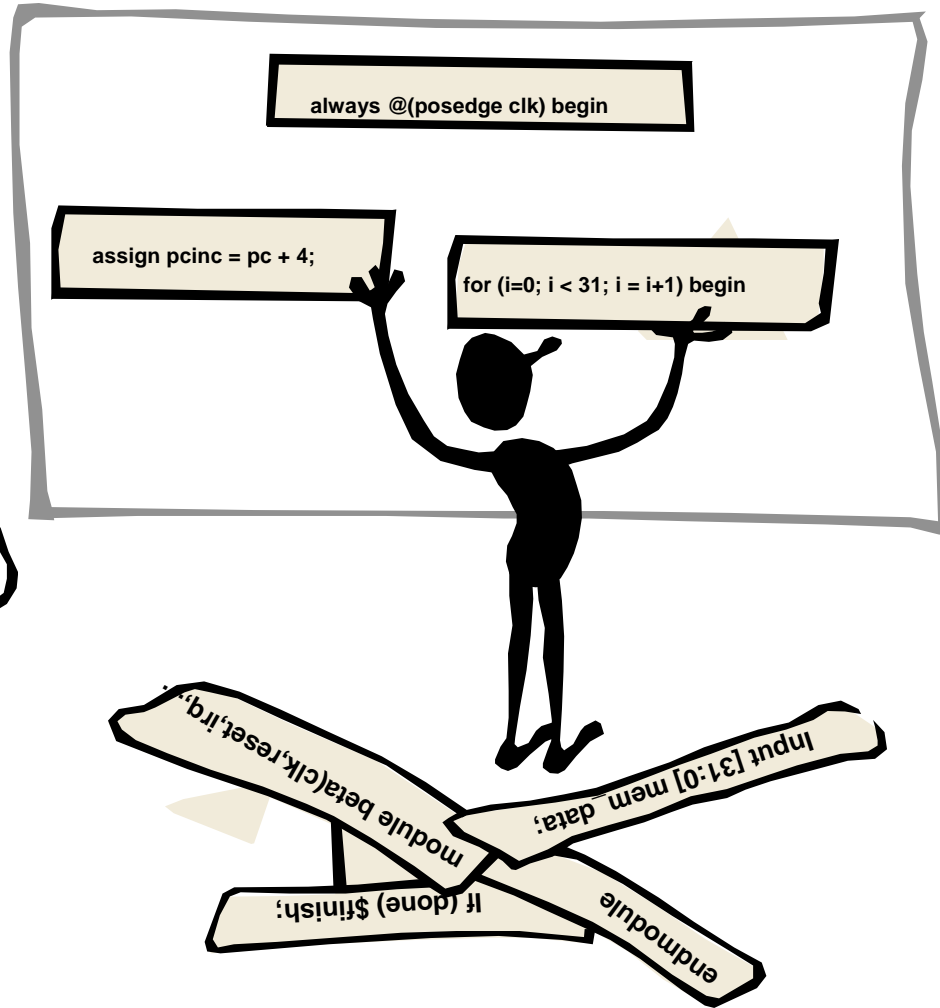 always @(posedge clk) begin
assign pcinc = pc + 4;
for (i=0; i < 31; i = i+1) begin
module beta(clk,reset,irq,…
Input [31:0] mem_data;
If (done) $finish;
endmodule